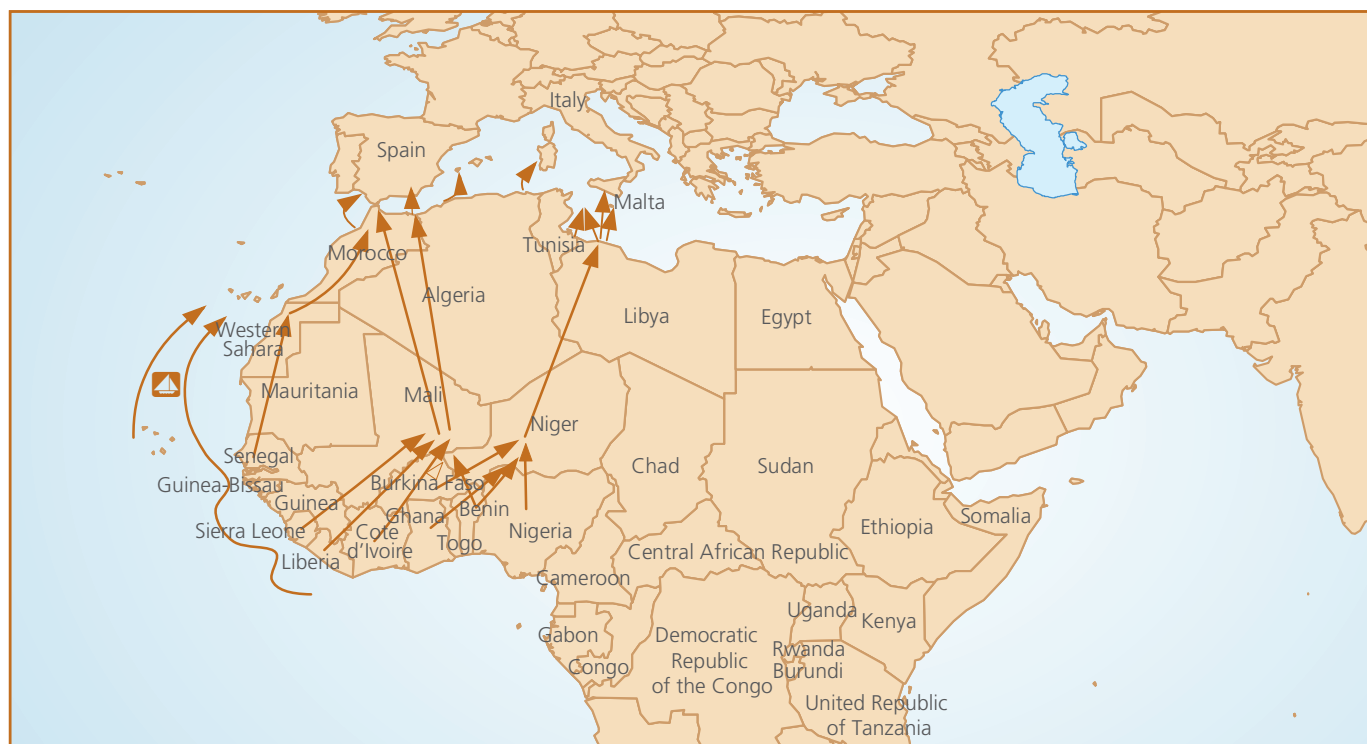 Italy
Spain
Malta
Tunisia
Morocco
Algeria
Libya
Egypt
Western
Sahara
Mauritania
Mali
Niger
Senegal
Chad
Sudan
Guinea-Bissau
Burkina Faso
Guinea
Ghana
Benin
Sierra Leone
Cote
d’Ivoire
Togo
Nigeria
Ethiopia
Somalia
Liberia
Central African Republic
Cameroon
Uganda
Kenya
Gabon
Democratic
Republic
of the Congo
Congo
Rwanda
Burundi
United Republic
of Tanzania